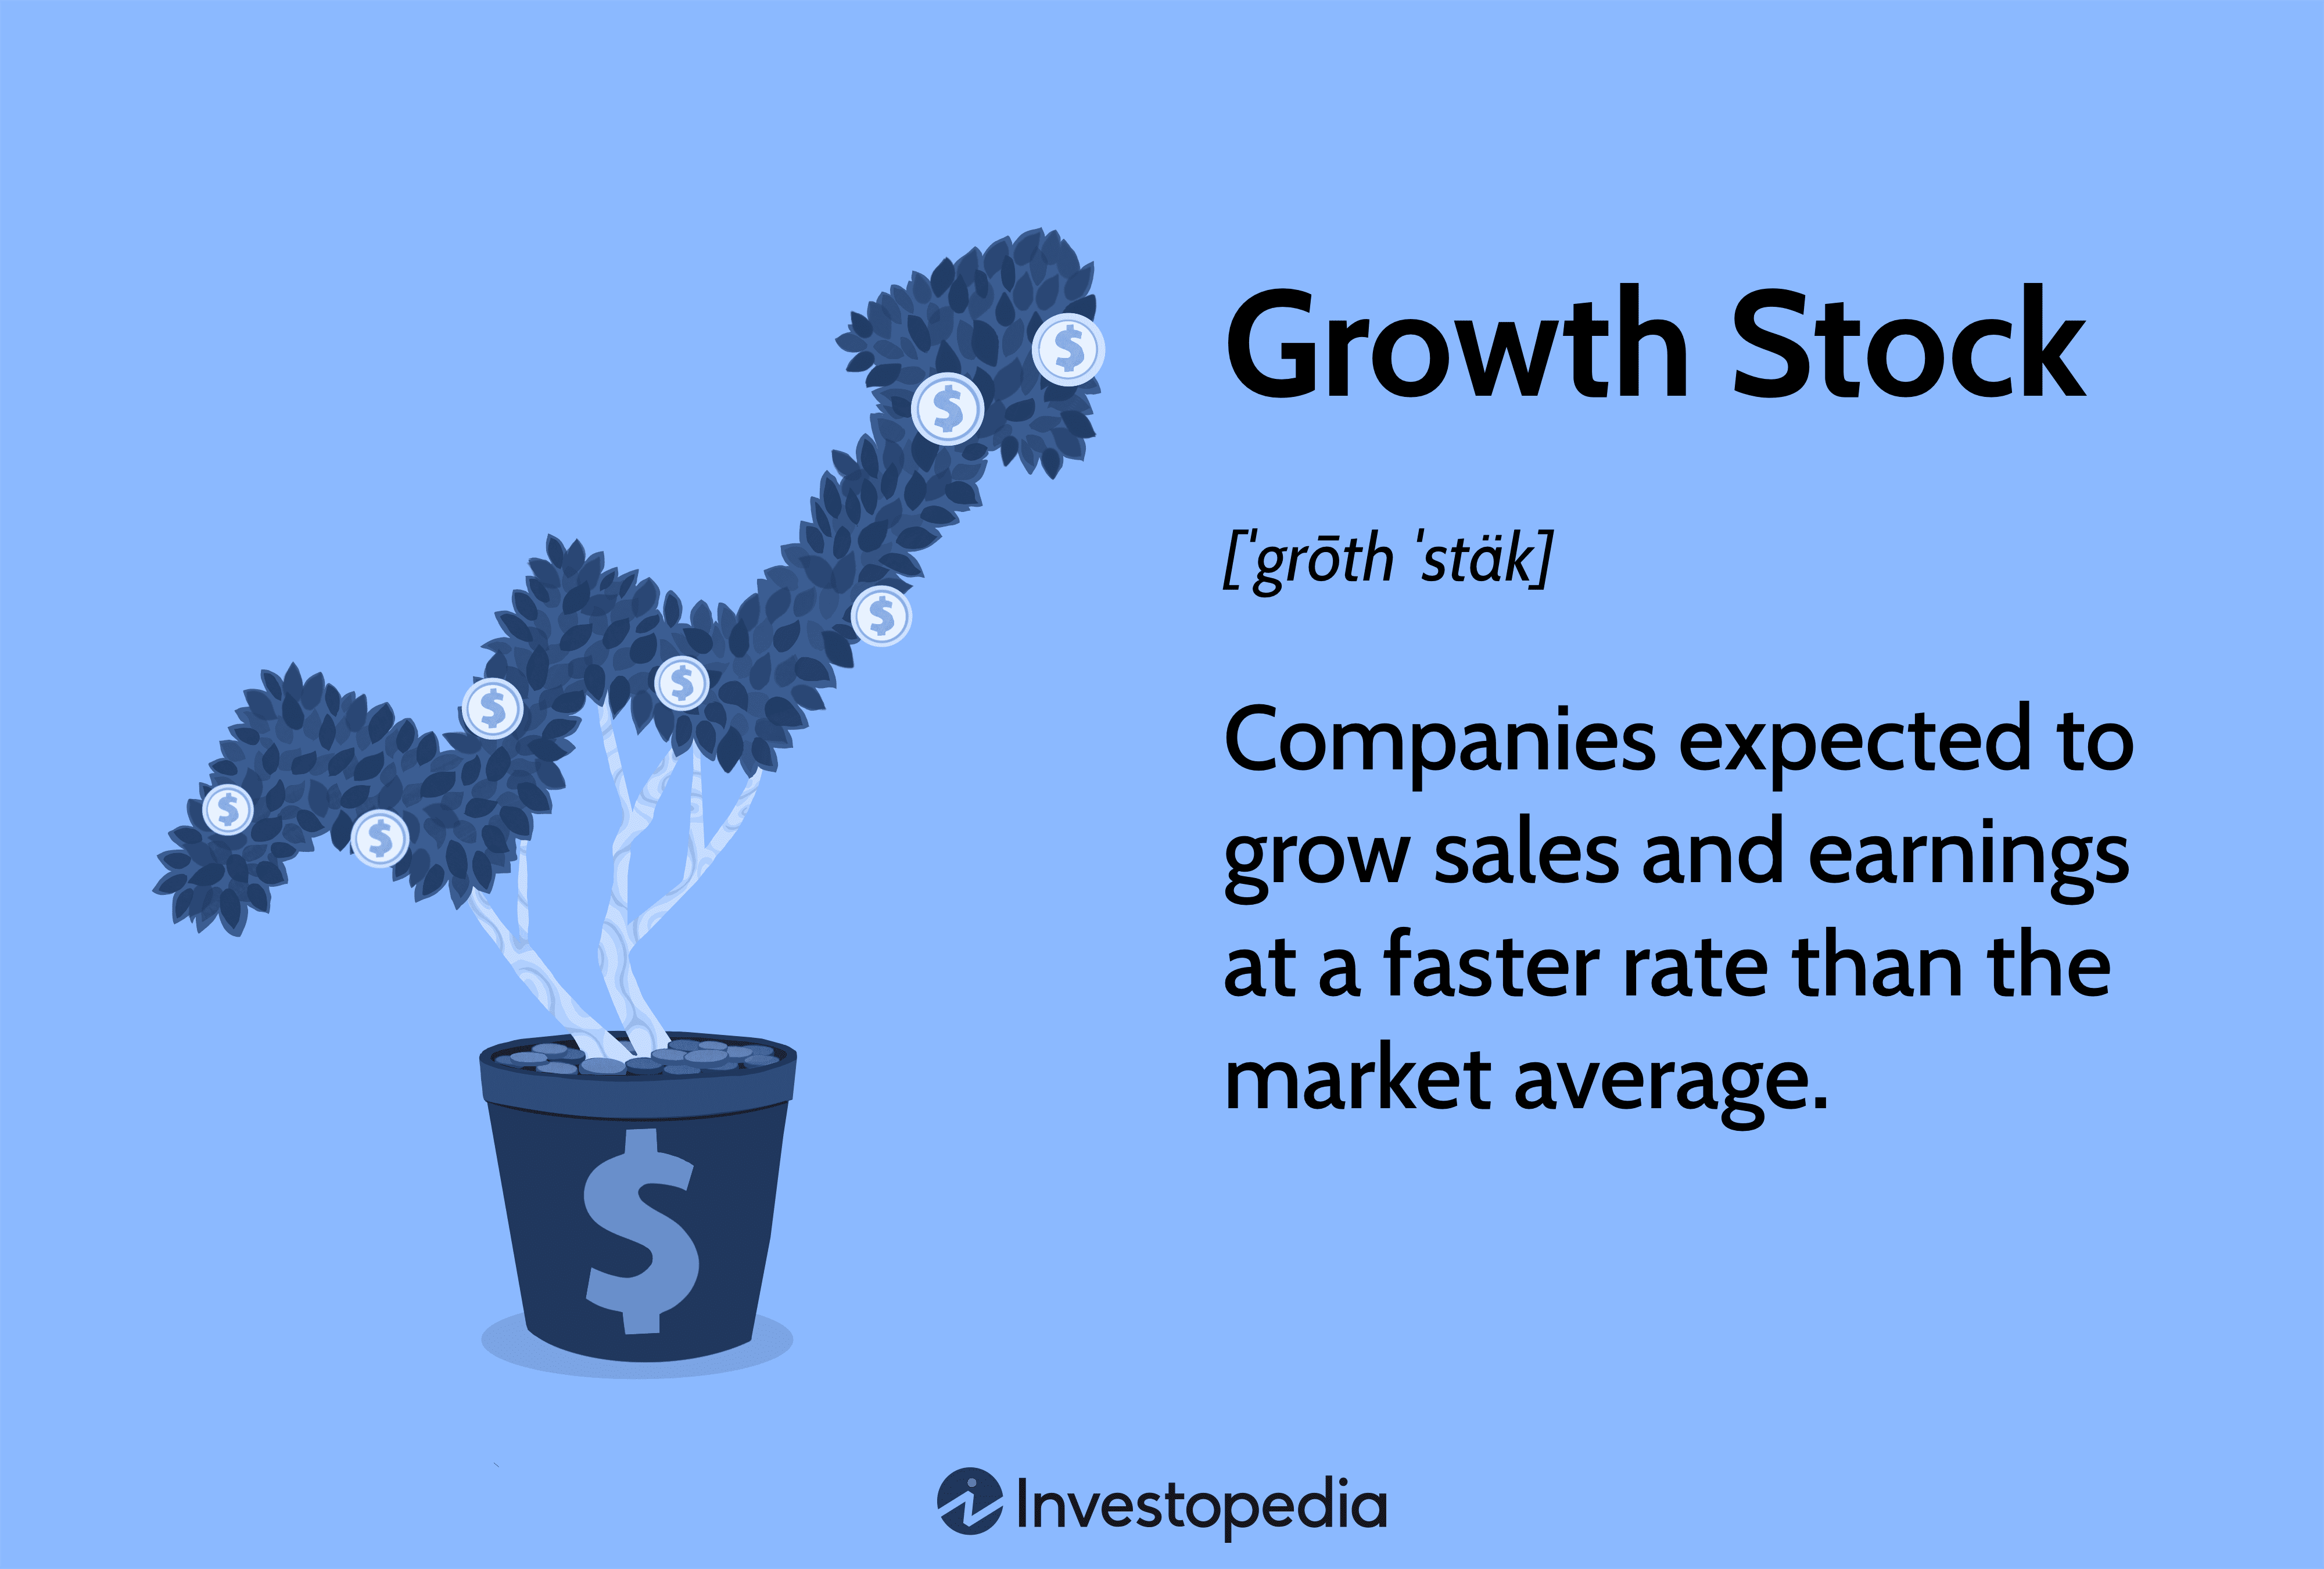 Growth Stock
[ˈgrōth ˈstäk]
Companies expected to
grow sales and earnings
at a faster rate than the
market average.
$
$
$
$
$
$
$
$
Investopedia